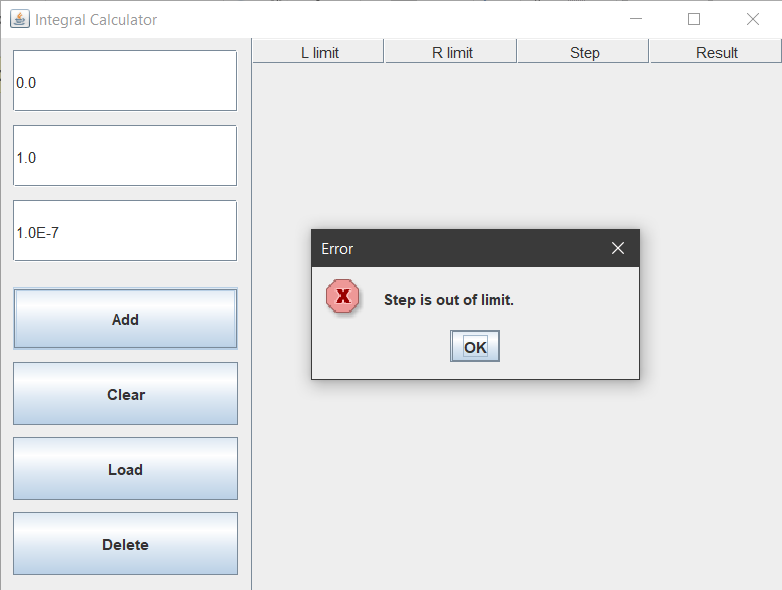 Integral Calculator
0.0
1.0
1.0E-7
Add
Clear
Load
Delete
L limit R limit Step Result
Error
X
Step is out of limit.
OK